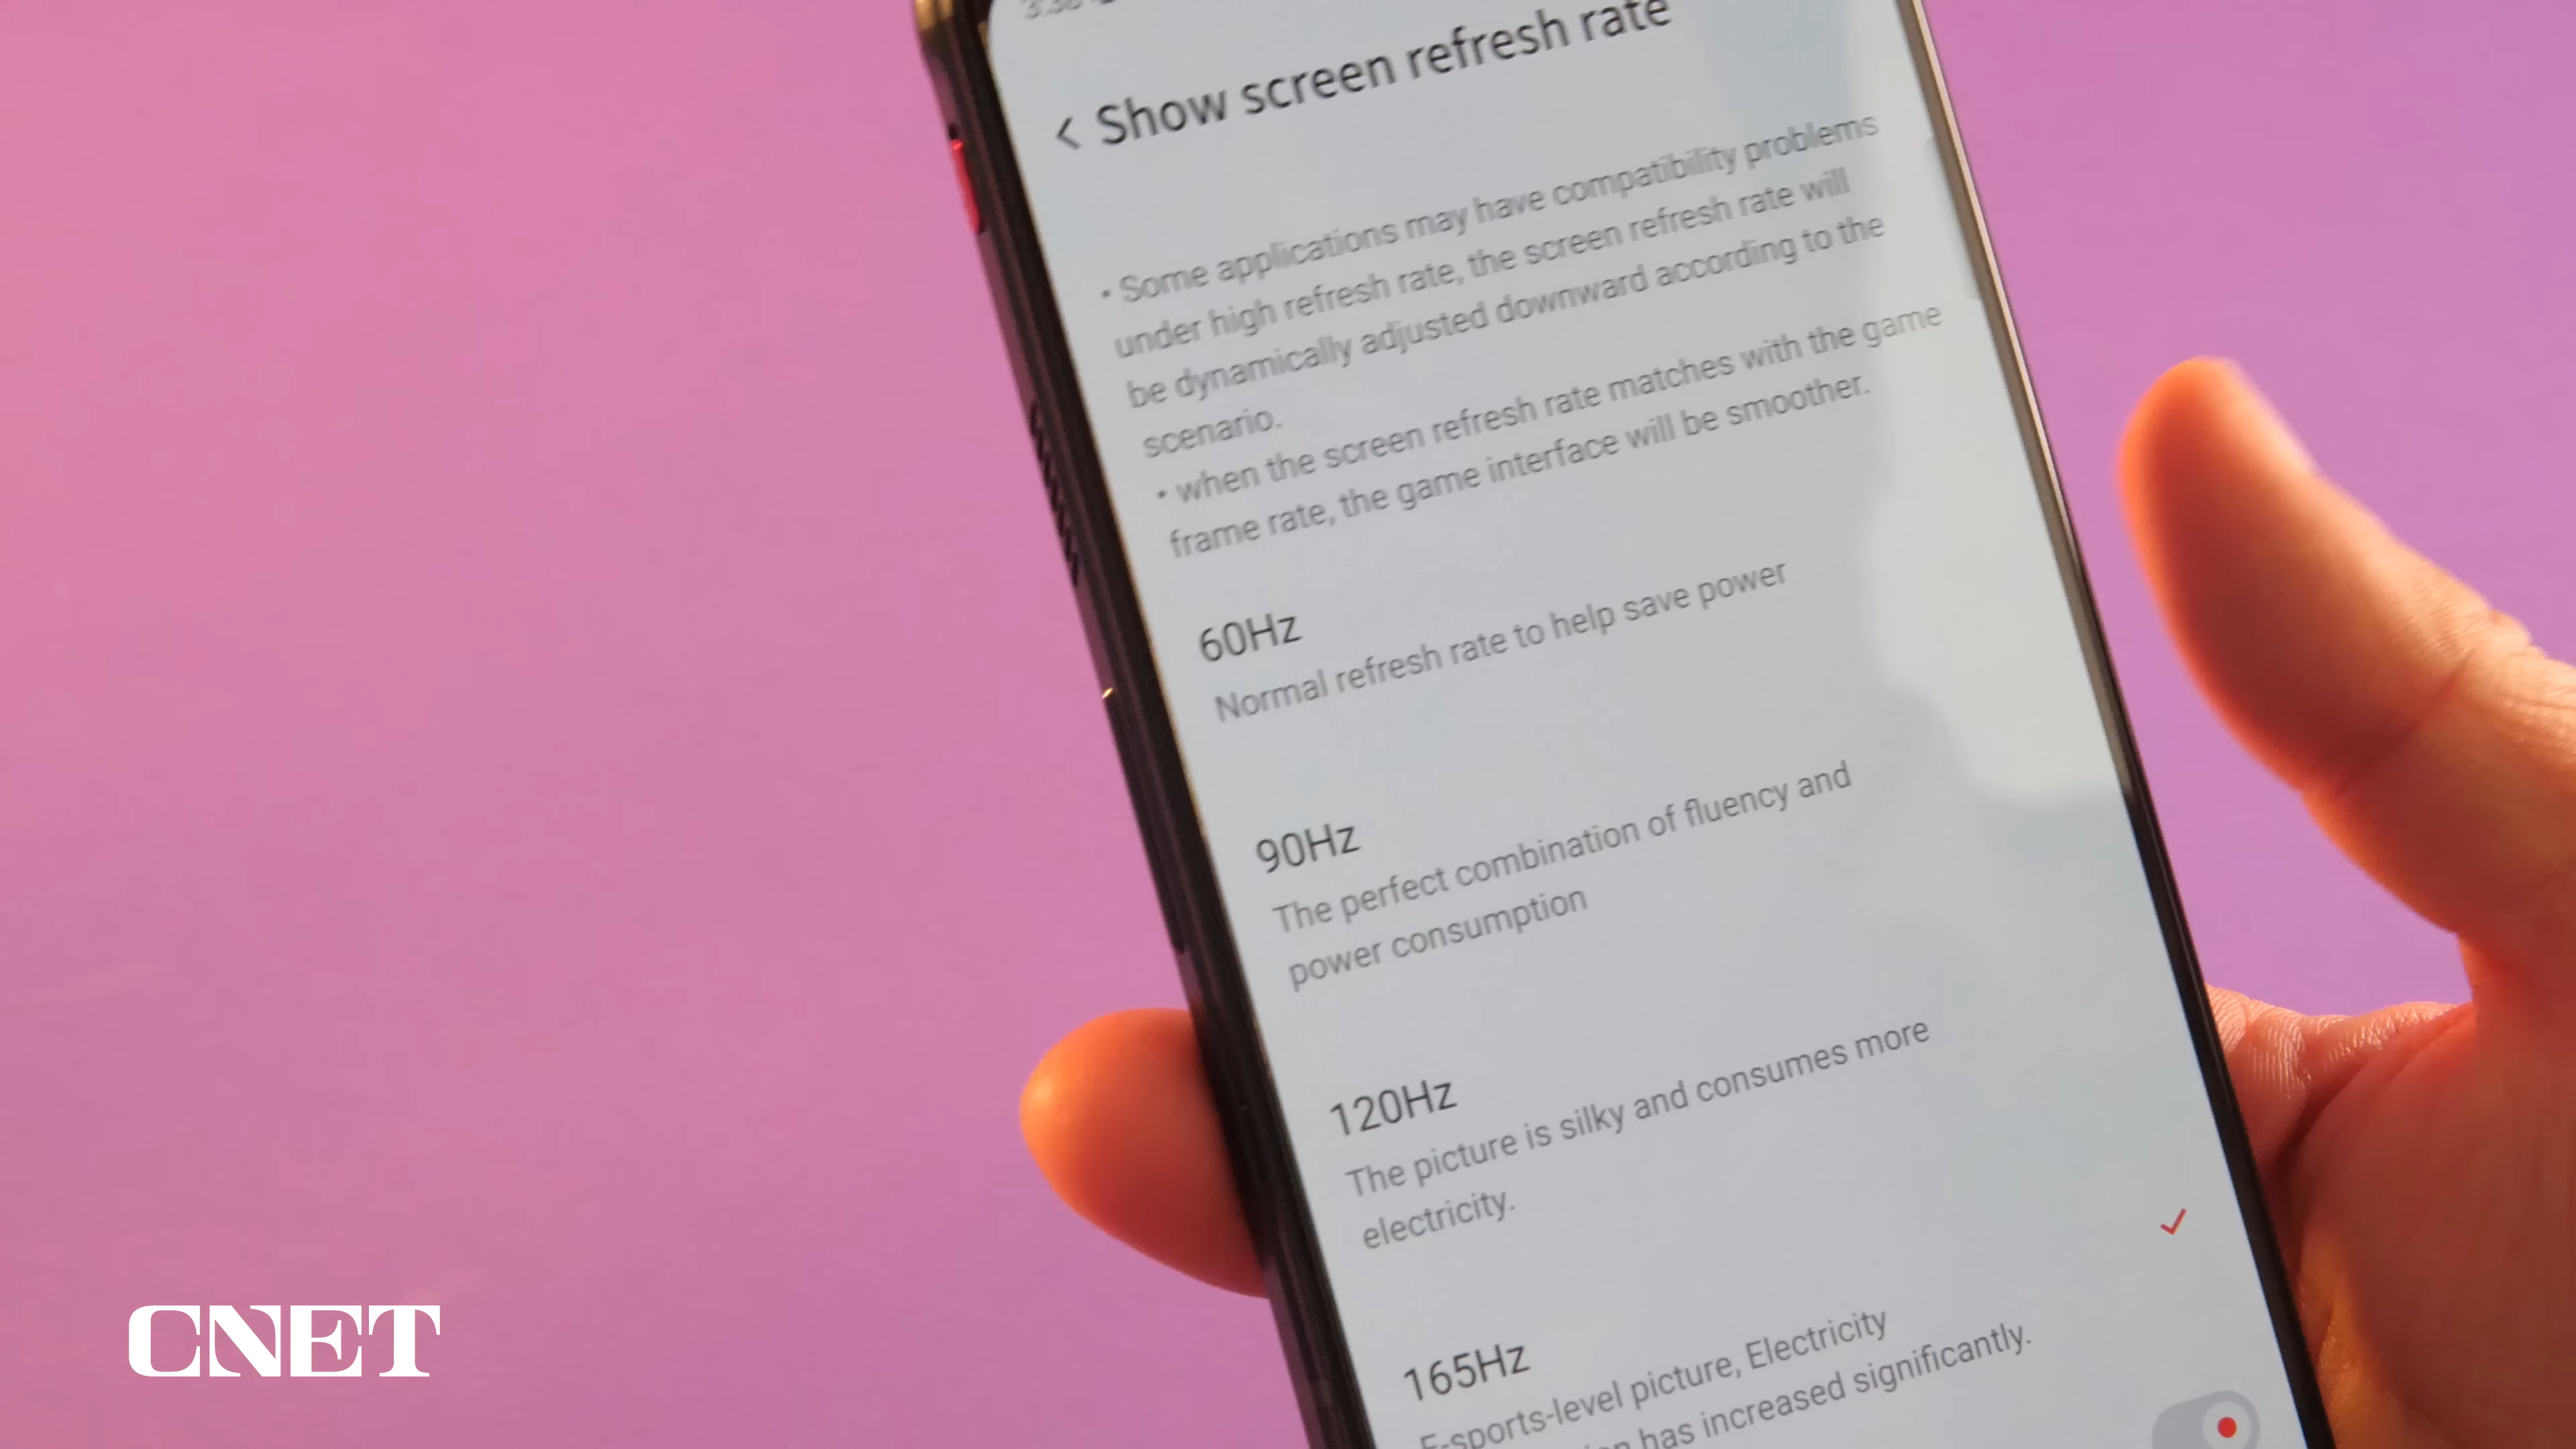 Show screen refresh rate
• Some applications may have compatibility problems
under high refresh rate, the screen refresh rate will
be dynamically adjusted downward according to the
scenario.
• when the screen refresh rate matches with the game
frame rate, the game interface will be smoother.
60Hz
Normal refresh rate to help save power
90Hz
The perfect combination of fluency and
power consumption
120Hz
The picture is silky and consumes more
electricity.
165Hz
E-sports-level picture, Electricity
has increased significantly.
CNET